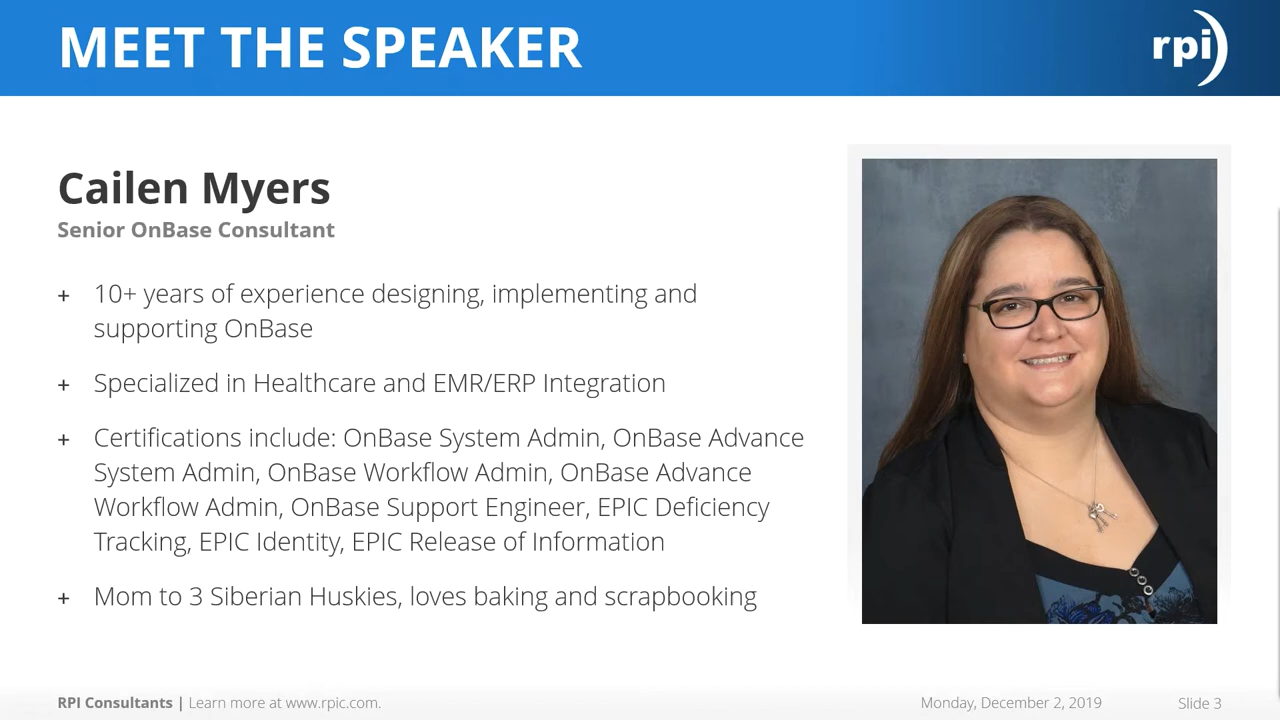 MEET THE SPEAKER
rpi
Cailen Myers
Senior OnBase Consultant
+ 10+ years of experience designing, implementing and
supporting OnBase
+ Specialized in Healthcare and EMR/ERP Integration
+ Certifications include: OnBase System Admin, OnBase Advance
System Admin, OnBase Workflow Admin, OnBase Advance
Workflow Admin, OnBase Support Engineer, EPIC Deficiency
Tracking, EPIC Identity, EPIC Release of Information
+ Mom to 3 Siberian Huskies, loves baking and scrapbooking
RPI Consultants | Learn more at www.rpic.com.
Monday, December 2, 2019
Slide 3